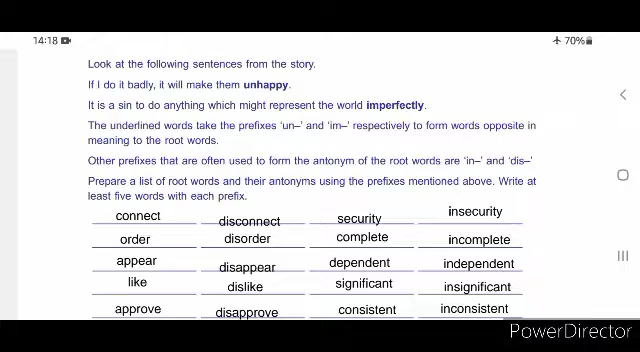 14:18
70%
Look at the following sentences from the story.
If I do it badly, it will make them unhappy.
It is a sin to do anything which might represent the world imperfectly.
The underlined words take the prefixes ‘un–’ and ‘im–’ respectively to form words opposite in
meaning to the root words.
Other prefixes that are often used to form the antonym of the root words are ‘in–’ and ‘dis–’
Prepare a list of root words and their antonyms using the prefixes mentioned above. Write at
least five words with each prefix.
connect disconnect security insecurity
order disorder complete incomplete
appear disappear dependent independent
like dislike significant insignificant
approve disapprove consistent inconsistent
PowerDirector